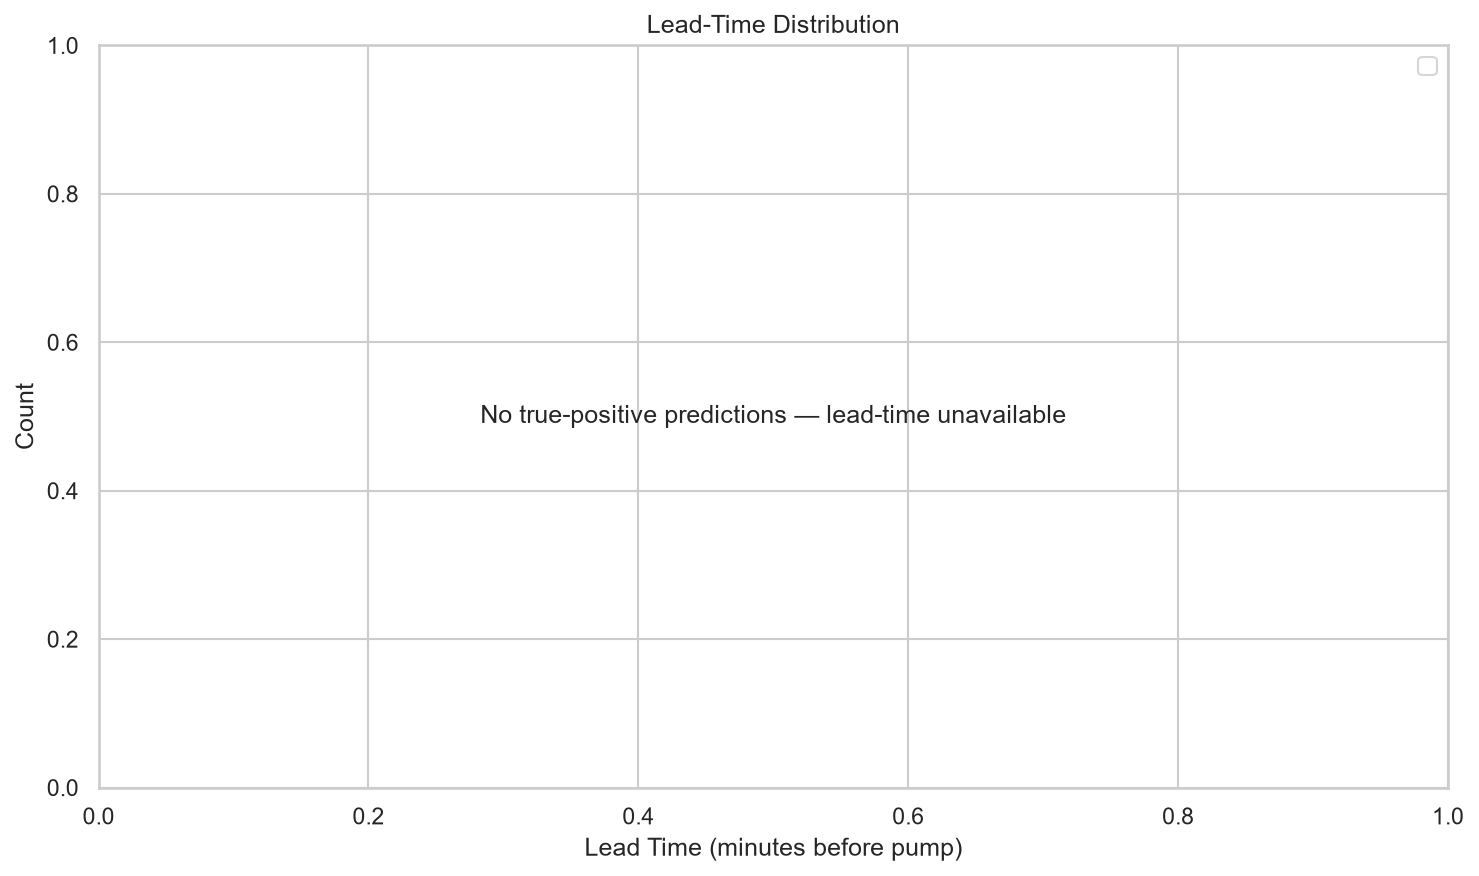 Lead-Time Distribution
1.0
0.8
0.6
0.4
0.2
0.0
Count
No true-positive predictions — lead-time unavailable
0.0 0.2 0.4 0.6 0.8 1.0
Lead Time (minutes before pump)